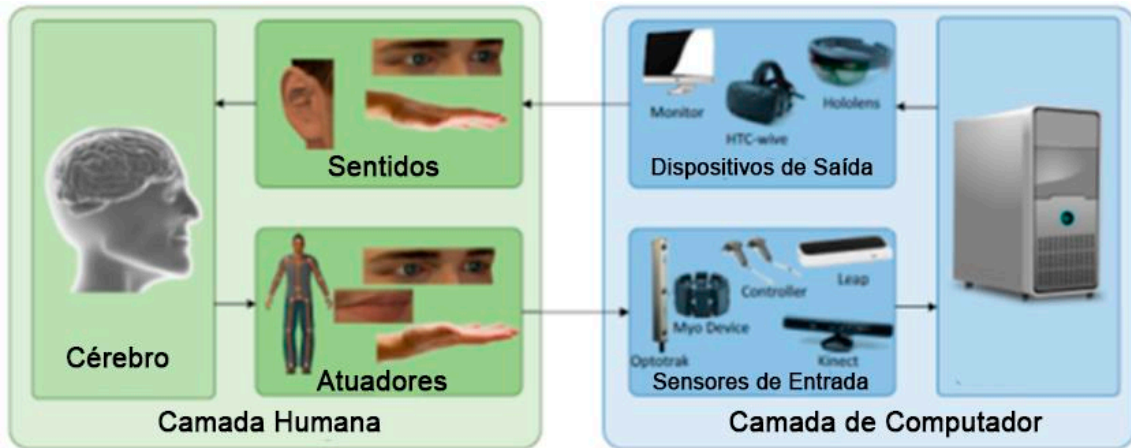 Cérebro
Sentidos
Atuadores
Camada Humana
Monitor
HTC-wive
Hololens
Dispositivos de Saída
Optotrak
Myo Device
Controller
Leap
Kinect
Sensores de Entrada
Camada de Computador